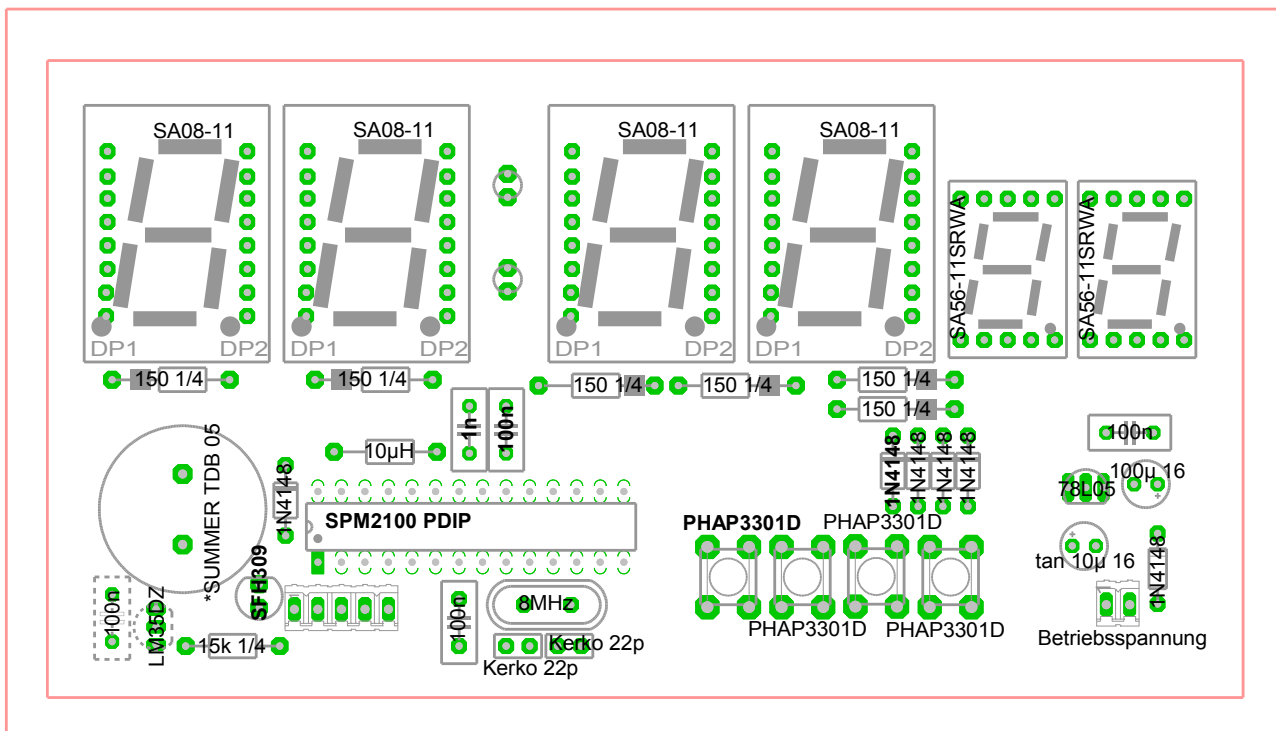 SA08-11
SA08-11
SA08-11
SA08-11
SA56-11SRWA
SA56-11SRWA
DP1
DP2
DP1
DP2
DP1
DP2
DP1
DP2
150 1/4
150 1/4
150 1/4
150 1/4
150 1/4
150 1/4
1n
100n
10µH
*SUMMER TDB 05
1N4148
1N4148
1N4148
1N4148
1N4148
100n
100µ 16
78L05
SPM2100 PDIP
PHAP3301D
PHAP3301D
tan 10µ 16
1N4148
SFH309
100n
LM35DZ
15k 1/4
100n
8MHz
Kerko 22p
Kerko 22p
PHAP3301D
PHAP3301D
Betriebsspannung